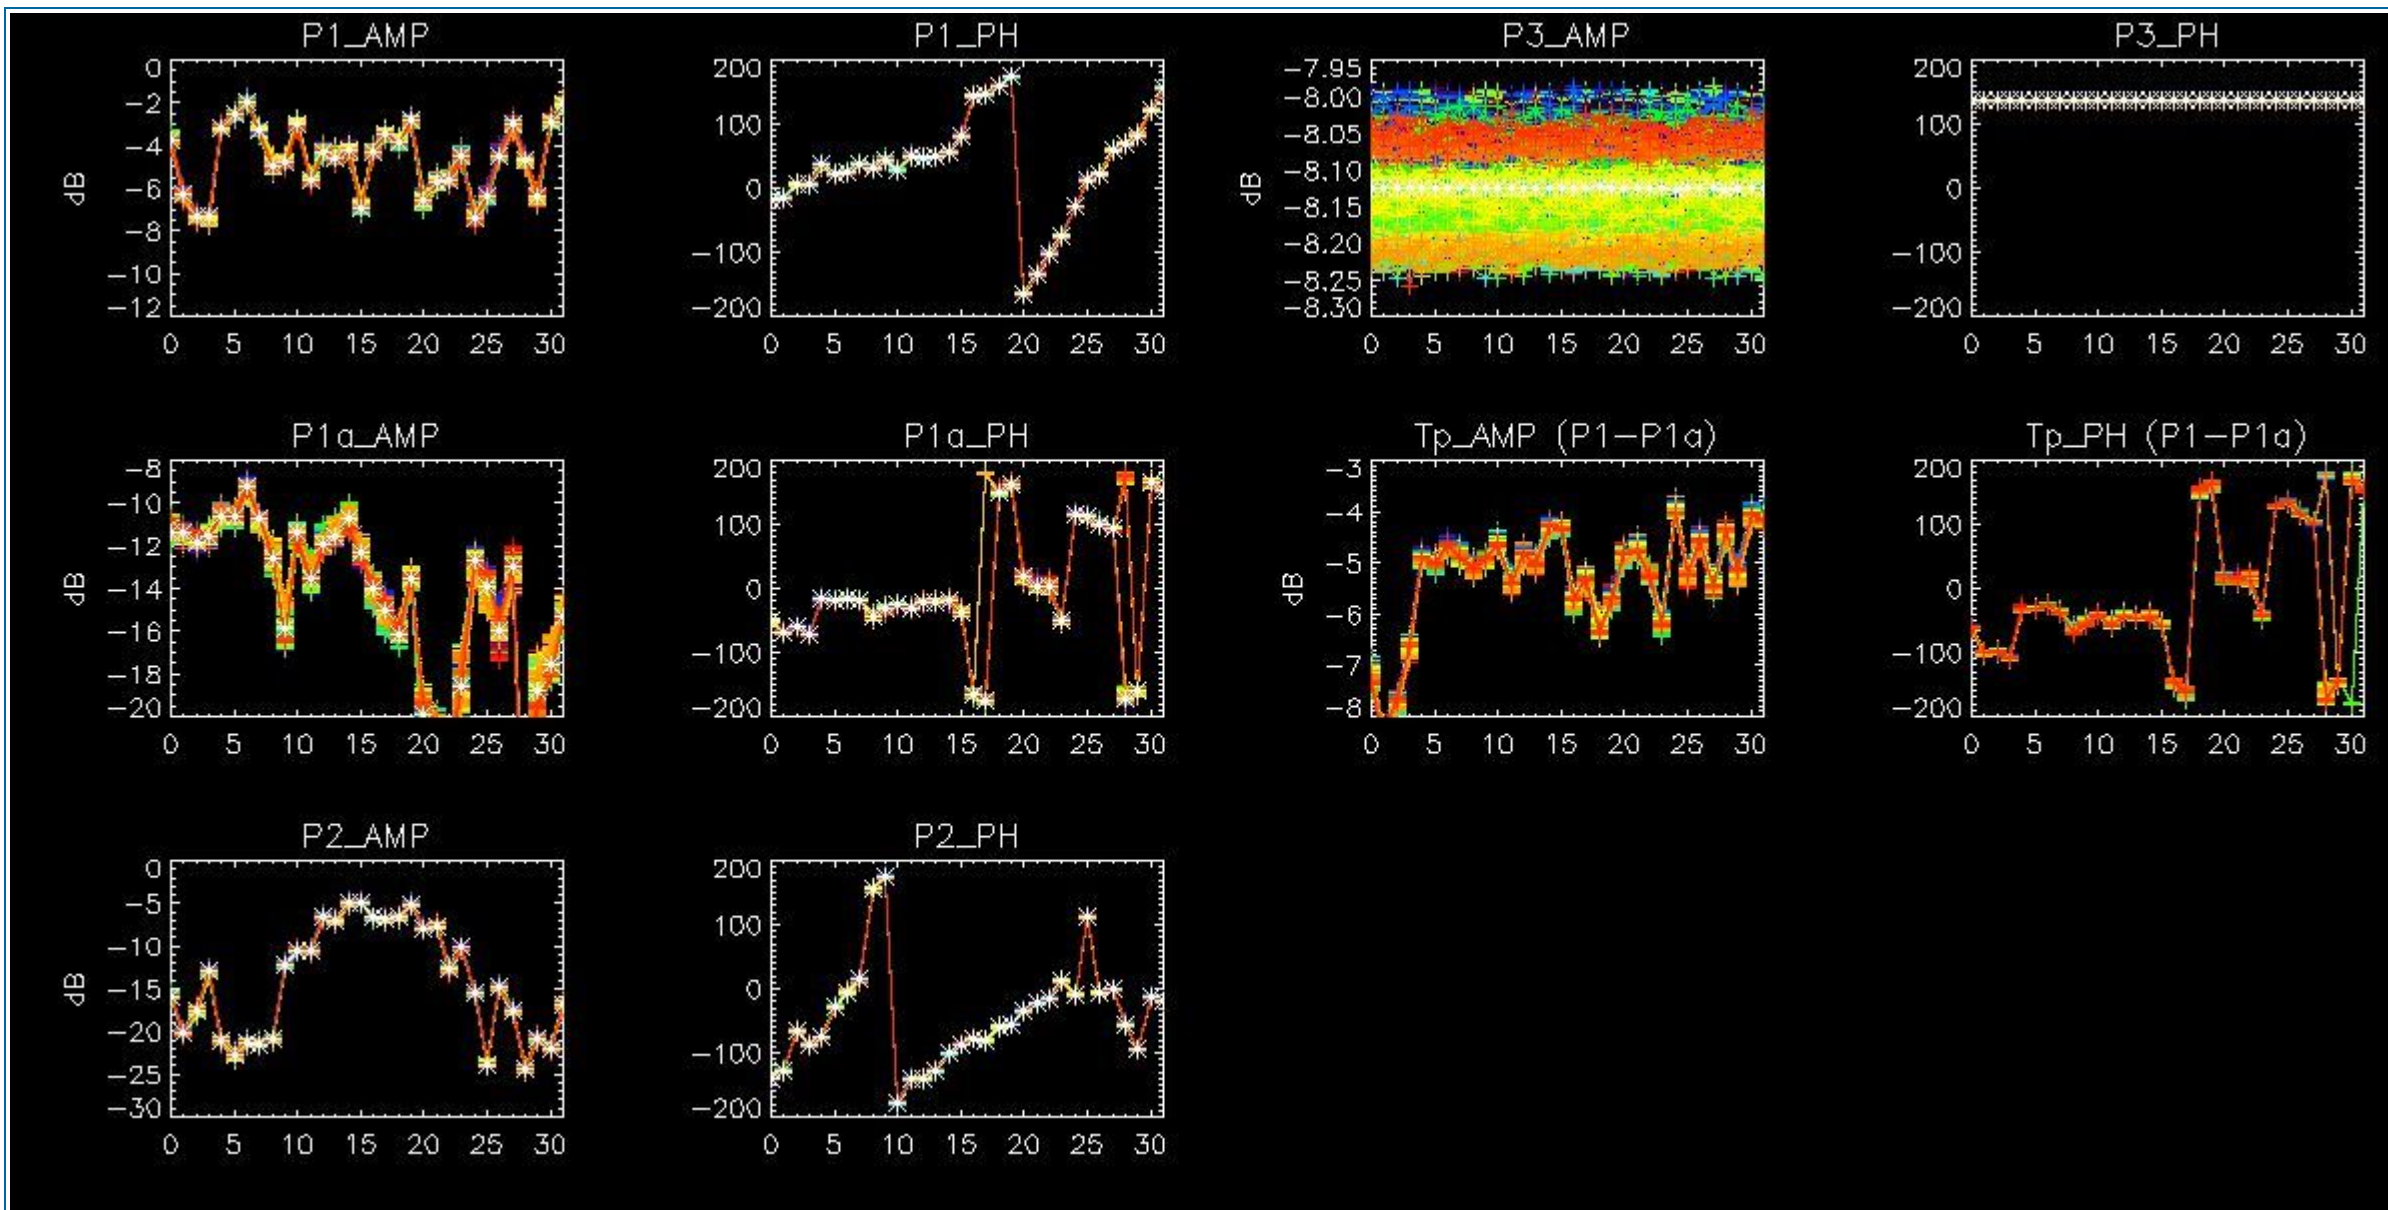 P1_AMP
0
−2
−4
−6
−8
−10
−12
dB
0 5 10 15 20 25 30
P1_PH
200
100
0
−100
−200
0 5 10 15 20 25 30
P3_AMP
−7.95
−8.00
−8.05
−8.10
−8.15
−8.20
−8.25
−8.30
dB
0 5 10 15 20 25 30
P3_PH
200
100
0
−100
−200
0 5 10 15 20 25 30
P1a_AMP
−8
−10
−12
−14
−16
−18
−20
dB
0 5 10 15 20 25 30
P1a_PH
200
100
0
−100
−200
0 5 10 15 20 25 30
Tp_AMP (P1−P1a)
−3
−4
−5
−6
−7
−8
dB
0 5 10 15 20 25 30
Tp_PH (P1−P1a)
200
100
0
−100
−200
0 5 10 15 20 25 30
P2_AMP
0
−5
−10
−15
−20
−25
−30
dB
0 5 10 15 20 25 30
P2_PH
200
100
0
−100
−200
0 5 10 15 20 25 30